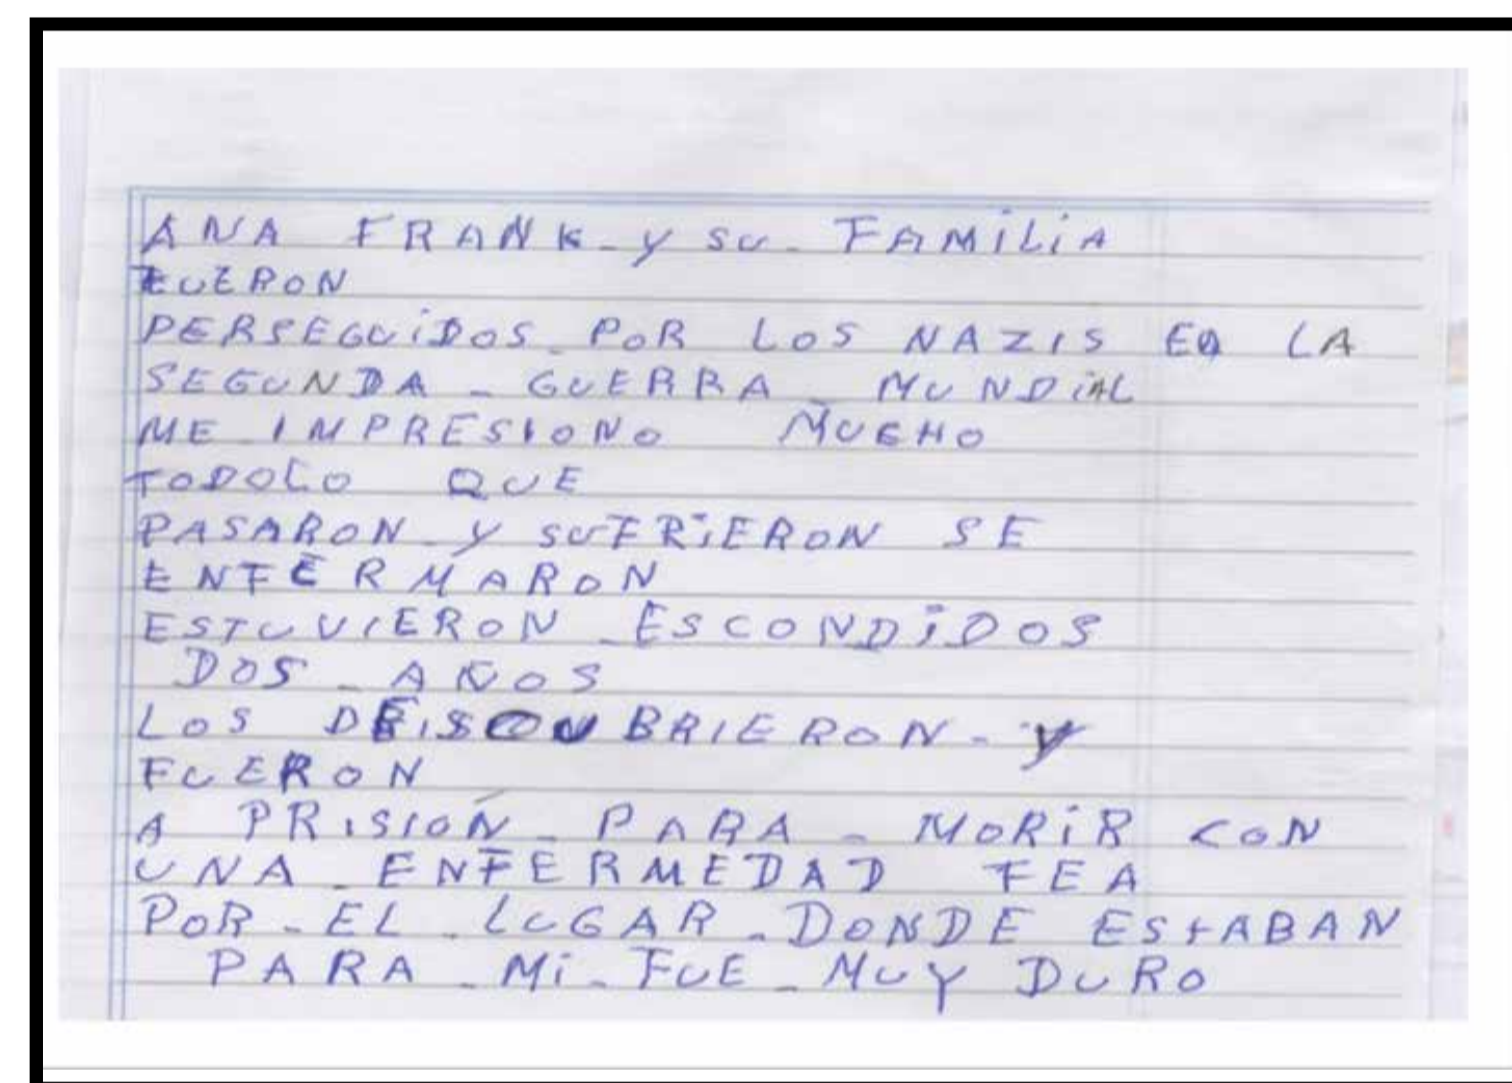 ANA FRANK - y su - FAMiLiA
FUERON
PERSEGUiDOS - POR LOS NAZIS EN LA
SEGUNDA - GUERRA - MUNDiAL
ME - IMPRESIONO MUCHO
TODOLO QUE
PASARON - y SUFRiERON SE
ENFERMARON
ESTUVIERON - ESCONDiDOS
DOS - AÑOS
LOS DEISCUBRIERON - y
FUERON
A PRISIÓN - PARA - MORiR CON
UNA - ENFERMEDAD FEA
POR - EL - LUGAR - DONDE ESTABAN
PARA - Mi - FUE - MUY DURO